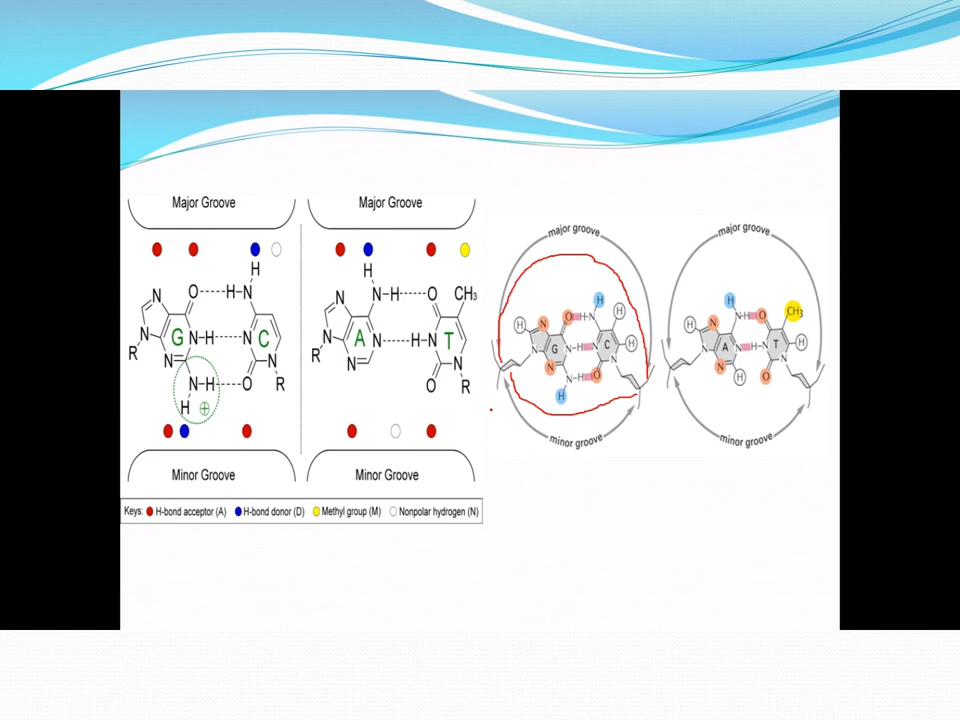 Major Groove
Major Groove
H
H
O H-N
N N-H O CH₃
N
G N-H N C
N
R N N
N-H O R
H ⊕
N A N H-N T
R N N O N R
Minor Groove
Minor Groove
Keys: H-bond acceptor (A) H-bond donor (D) Methyl group (M) Nonpolar hydrogen (N)
major groove
H H
H N O H N
N G N H N C H
N N H O N
H
minor groove
major groove
H
H N N H O CH₃
N A N H N T H
N H O N
minor groove